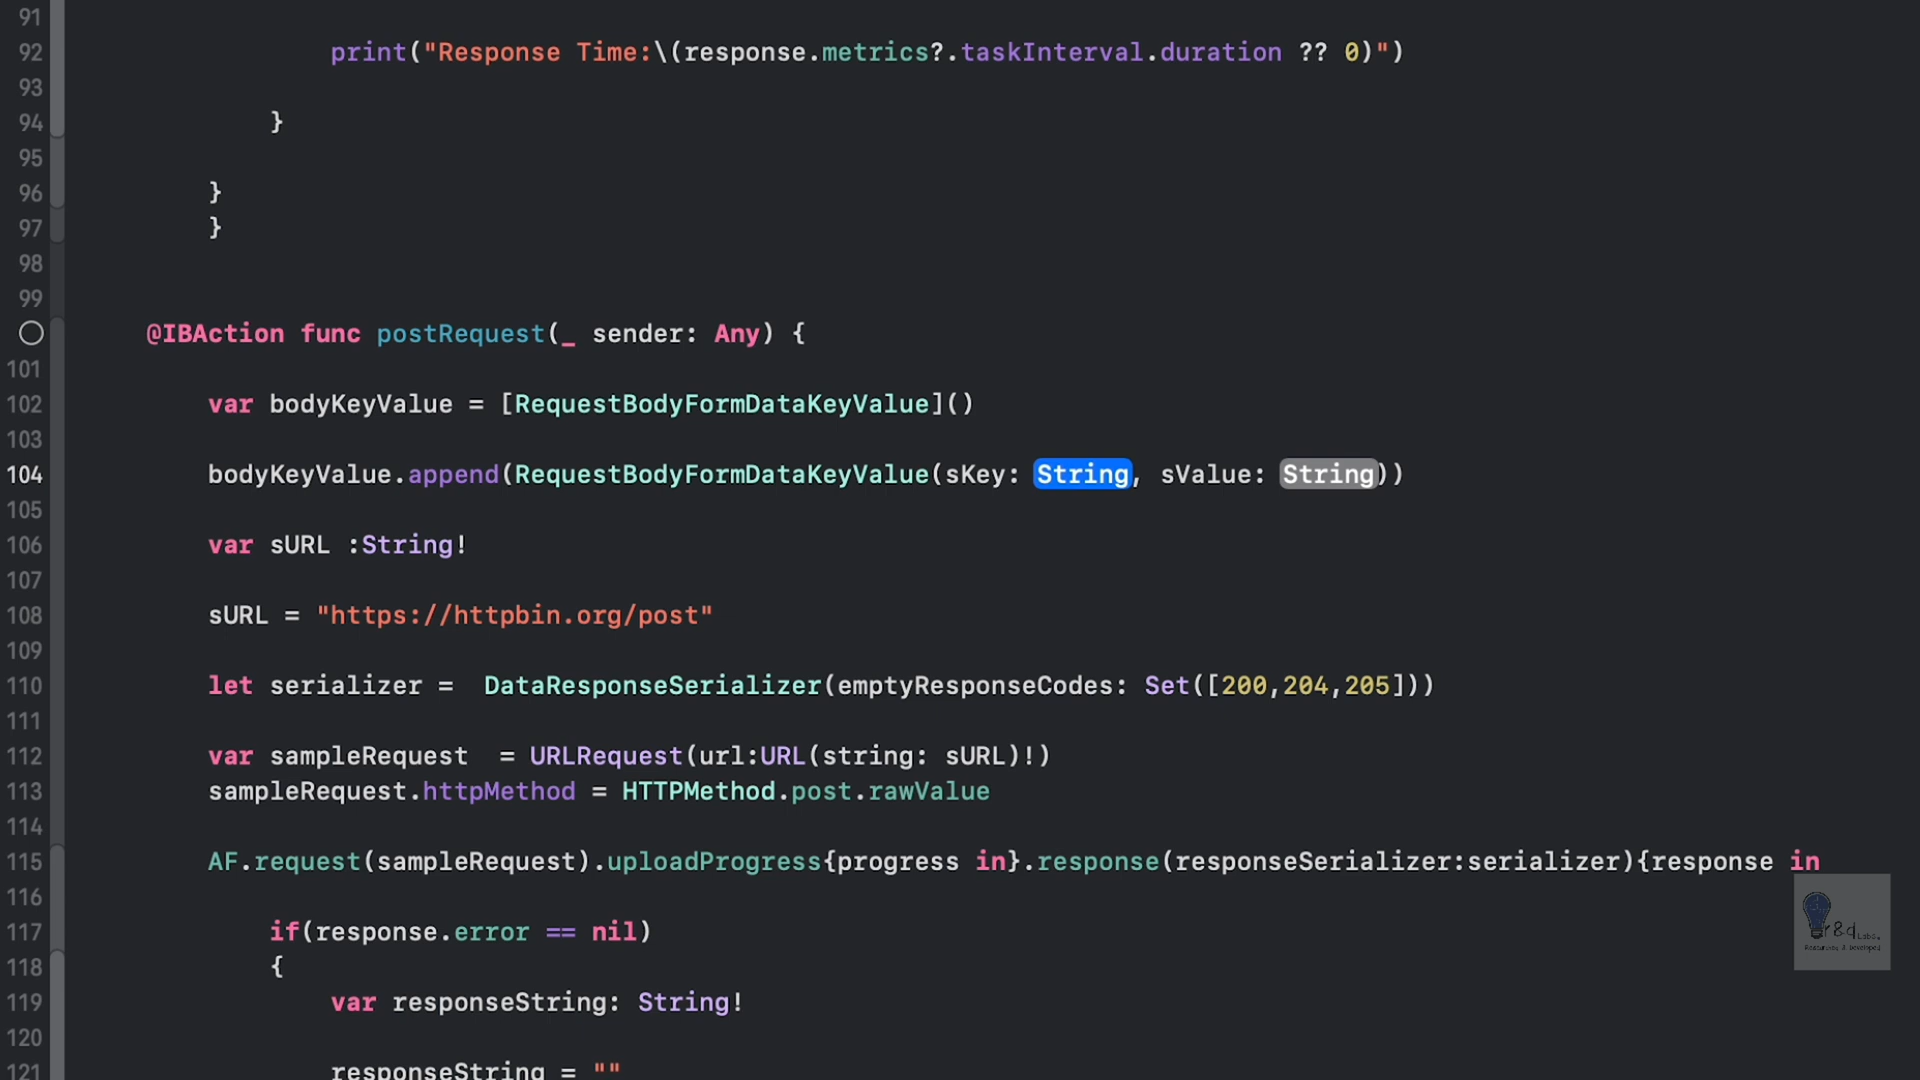 91
92 print("Response Time:\(response.metrics?.taskInterval.duration ?? 0)")
93
94 }
95
96 }
97 }
98
99
@IBAction func postRequest(_ sender: Any) {
101
102 var bodyKeyValue = [RequestBodyFormDataKeyValue]()
103
104 bodyKeyValue.append(RequestBodyFormDataKeyValue(sKey: String, sValue: String))
105
106 var sURL :String!
107
108 sURL = "https://httpbin.org/post"
109
110 let serializer = DataResponseSerializer(emptyResponseCodes: Set([200,204,205]))
111
112 var sampleRequest = URLRequest(url:URL(string: sURL)!)
113 sampleRequest.httpMethod = HTTPMethod.post.rawValue
114
115 AF.request(sampleRequest).uploadProgress{progress in}.response(responseSerializer:serializer){response in
116
117 if(response.error == nil)
118 {
119 var responseString: String!
120
121 responseString = ""
r&d Labs.